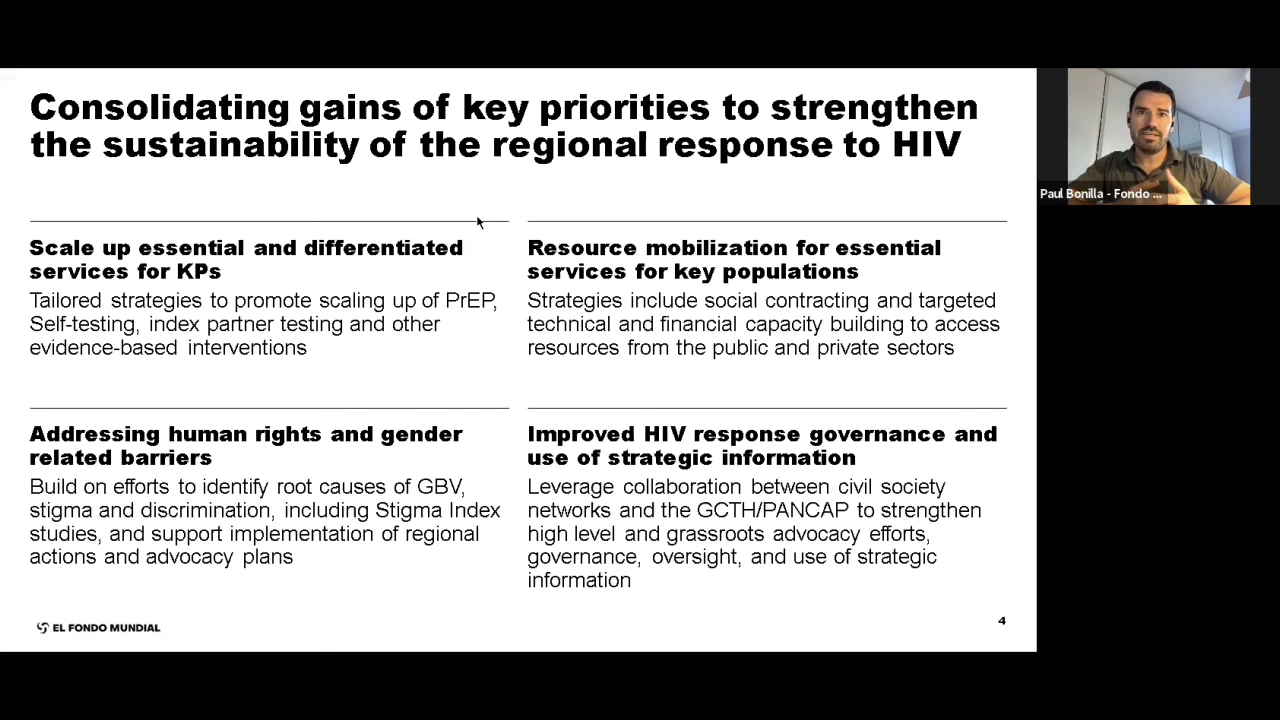 Consolidating gains of key priorities to strengthen
the sustainability of the regional response to HIV
Scale up essential and differentiated
services for KPs
Tailored strategies to promote scaling up of PrEP,
Self-testing, index partner testing and other
evidence-based interventions
Resource mobilization for essential
services for key populations
Strategies include social contracting and targeted
technical and financial capacity building to access
resources from the public and private sectors
Addressing human rights and gender
related barriers
Build on efforts to identify root causes of GBV,
stigma and discrimination, including Stigma Index
studies, and support implementation of regional
actions and advocacy plans
Improved HIV response governance and
use of strategic information
Leverage collaboration between civil society
networks and the GCTH/PANCAP to strengthen
high level and grassroots advocacy efforts,
governance, oversight, and use of strategic
information
EL FONDO MUNDIAL
4
Paul Bonilla - Fondo ...